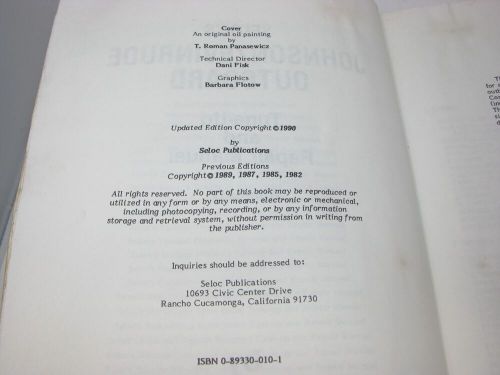 Cover
An original oil painting
by
T. Roman Panasewicz
Technical Director
Dani Fisk
Graphics
Barbara Flotow
Updated Edition Copyright © 1990
by
Seloc Publications
Previous Editions
Copyright © 1989, 1987, 1985, 1982
All rights reserved. No part of this book may be reproduced or
utilized in any form or by any means, electronic or mechanical,
including photocopying, recording, or by any information
storage and retrieval system, without permission in writing from
the publisher.
Inquiries should be addressed to:
Seloc Publications
10693 Civic Center Drive
Rancho Cucamonga, California 91730
ISBN 0-89330-010-1